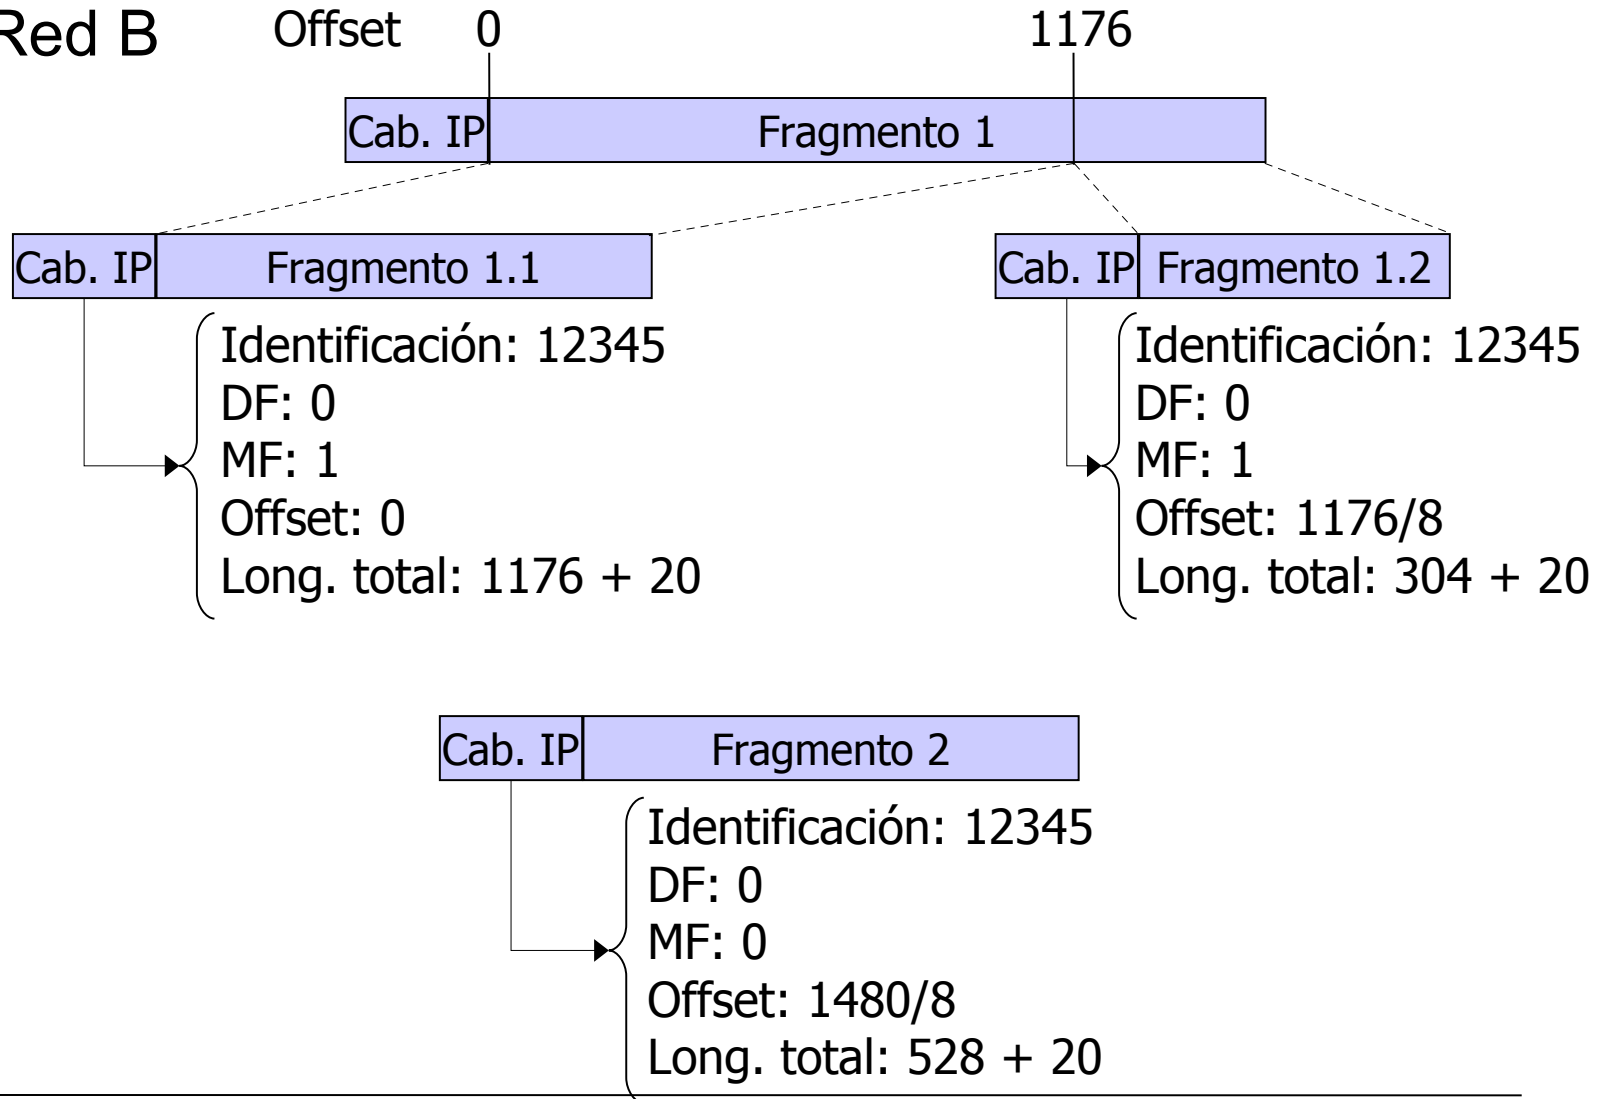 Red B Offset 0 1176
Cab. IP Fragmento 1
Cab. IP Fragmento 1.1
Cab. IP Fragmento 1.2
Identificación: 12345
DF: 0
MF: 1
Offset: 0
Long. total: 1176 + 20
Identificación: 12345
DF: 0
MF: 1
Offset: 1176/8
Long. total: 304 + 20
Cab. IP Fragmento 2
Identificación: 12345
DF: 0
MF: 0
Offset: 1480/8
Long. total: 528 + 20